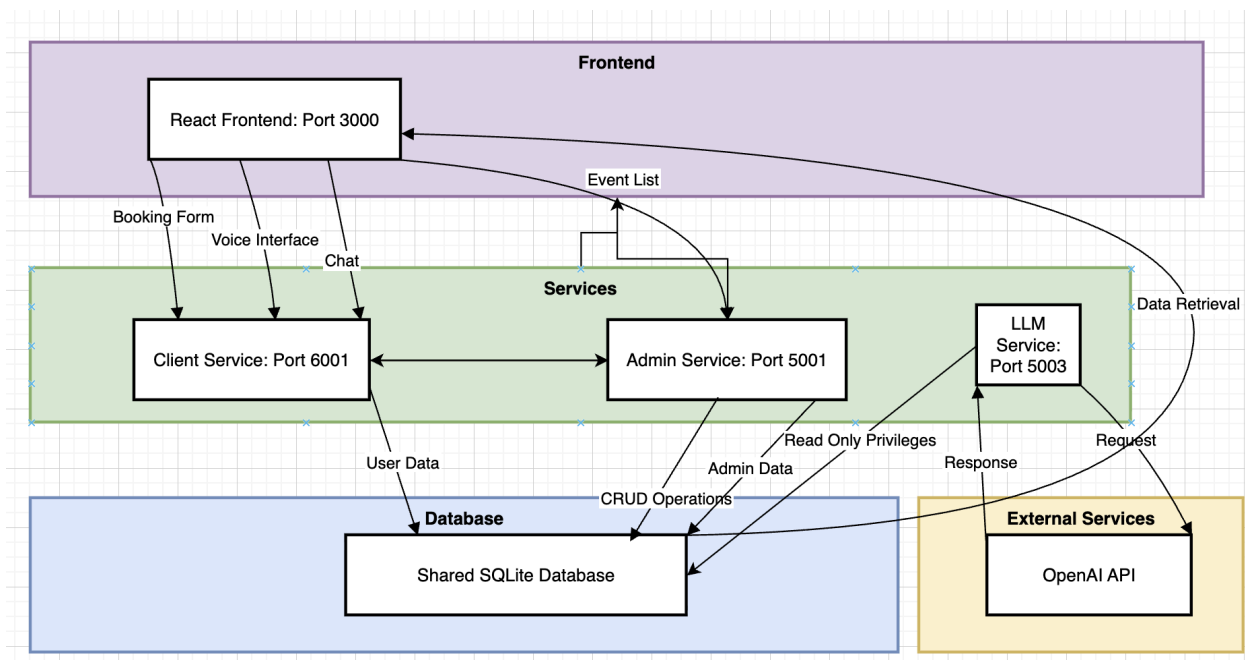 Frontend
React Frontend: Port 3000
Event List
Booking Form
Voice Interface
Chat
Services
Data Retrieval
Client Service: Port 6001
Admin Service: Port 5001
LLM
Service:
Port 5003
User Data
Read Only Privileges
Admin Data
Request
Response
CRUD Operations
Database
External Services
Shared SQLite Database
OpenAI API